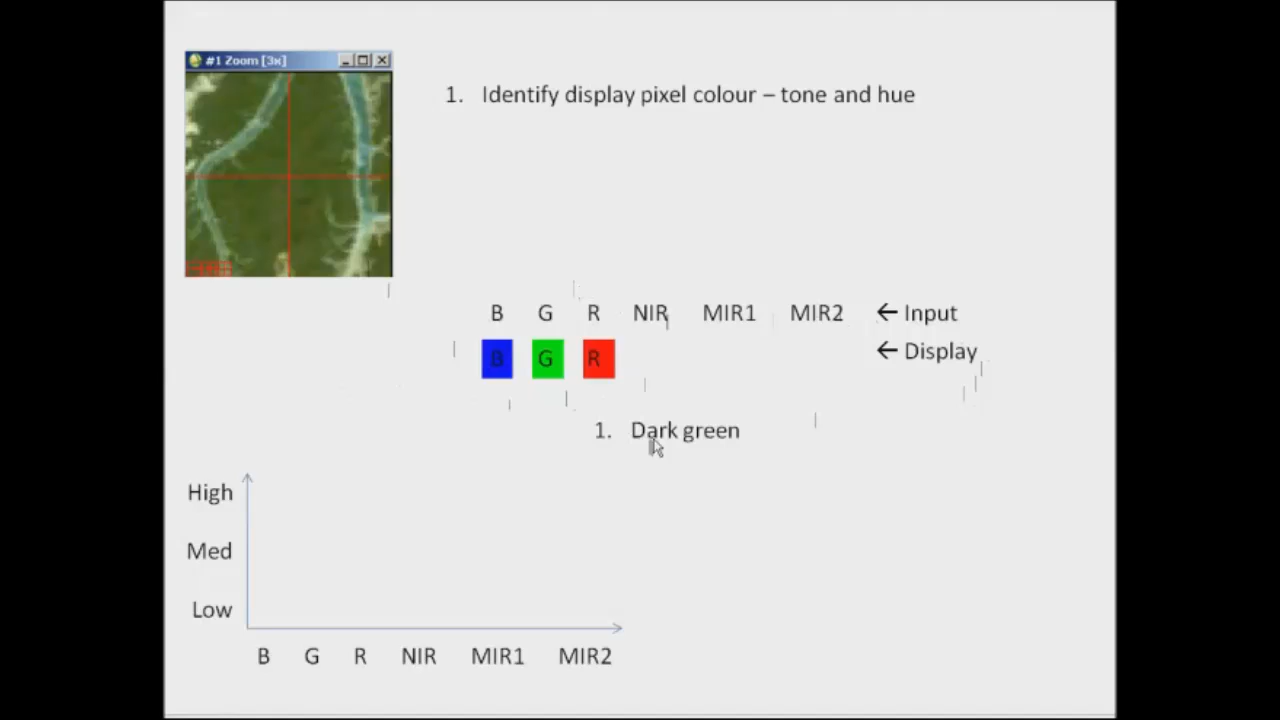 #1 Zoom [3x]
1. Identify display pixel colour – tone and hue
B G R NIR MIR1 MIR2 ← Input
B G R ← Display
1. Dark green
High
Med
Low
B G R NIR MIR1 MIR2